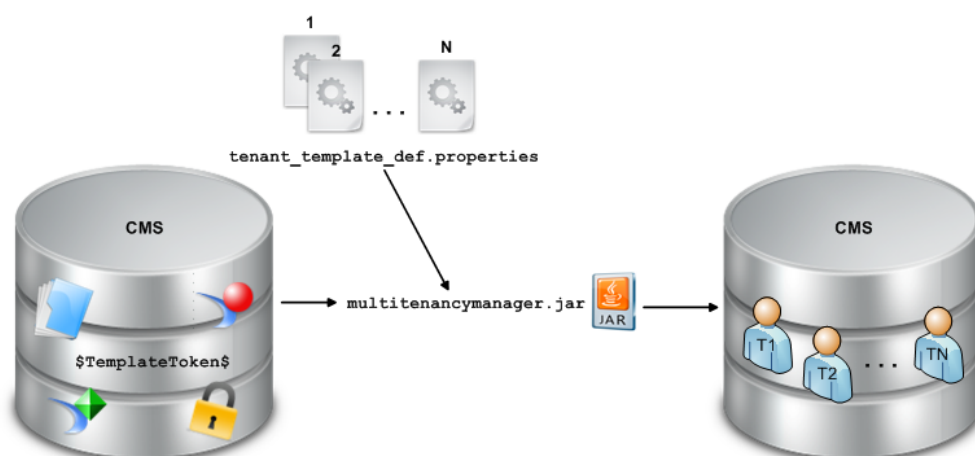 1
2
N
. . .
tenant_template_def.properties
CMS
CMS
multitenancymanager.jar
JAR
$TemplateToken$
T1
T2
. . .
TN